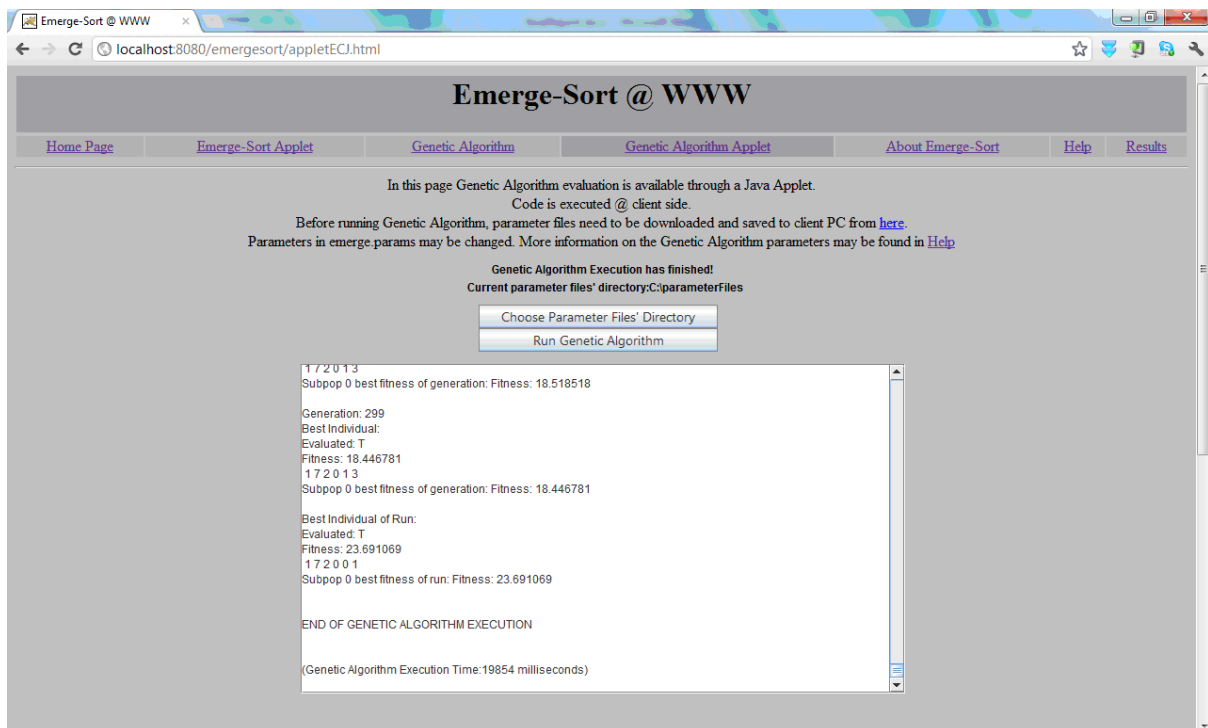 Emerge-Sort @ WWW
localhost:8080/emergesort/appletECJ.html
Emerge-Sort @ WWW
Home Page Emerge-Sort Applet Genetic Algorithm Genetic Algorithm Applet About Emerge-Sort Help Results
In this page Genetic Algorithm evaluation is available through a Java Applet.
Code is executed @ client side.
Before running Genetic Algorithm, parameter files need to be downloaded and saved to client PC from here.
Parameters in emerge.params may be changed. More information on the Genetic Algorithm parameters may be found in Help
Genetic Algorithm Execution has finished!
Current parameter files' directory:C:\parameterFiles
Choose Parameter Files' Directory
Run Genetic Algorithm
1 7 2 0 1 3
Subpop 0 best fitness of generation: Fitness: 18.518518
Generation: 299
Best Individual:
Evaluated: T
Fitness: 18.446781
1 7 2 0 1 3
Subpop 0 best fitness of generation: Fitness: 18.446781
Best Individual of Run:
Evaluated: T
Fitness: 23.691069
1 7 2 0 0 1
Subpop 0 best fitness of run: Fitness: 23.691069
END OF GENETIC ALGORITHM EXECUTION
(Genetic Algorithm Execution Time:19854 milliseconds)